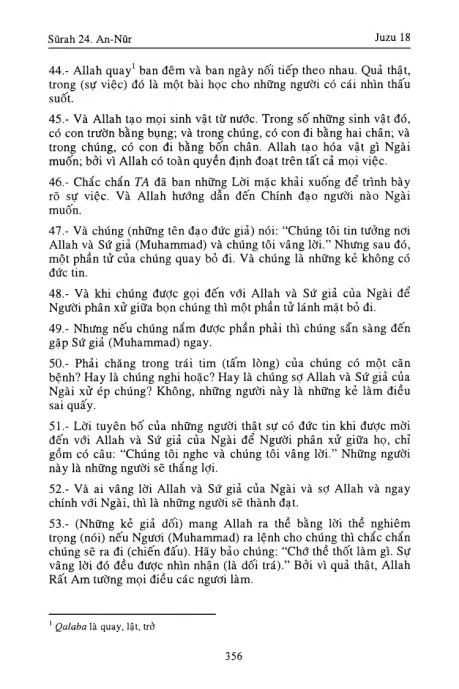 Sūrah 24. An-Nūr
Juzu 18
44.- Allah quay¹ ban đêm và ban ngày nối tiếp theo nhau. Quả thật,
trong (sự việc) đó là một bài học cho những người có cái nhìn thấu
suốt.
45.- Và Allah tạo mọi sinh vật từ nước. Trong số những sinh vật đó,
có con trườn bằng bụng; và trong chúng, có con đi bằng hai chân; và
trong chúng, có con đi bằng bốn chân. Allah tạo hóa vật gì Ngài
muốn; bởi vì Allah có toàn quyền định đoạt trên tất cả mọi việc.
46.- Chắc chắn TA đã ban những Lời mặc khải xuống để trình bày
rõ sự việc. Và Allah hướng dẫn đến Chính đạo người nào Ngài
muốn.
47.- Và chúng (những tên đạo đức giả) nói: “Chúng tôi tin tưởng nơi
Allah và Sứ giả (Muhammad) và chúng tôi vâng lời.” Nhưng sau đó,
một phần tử của chúng quay bỏ đi. Và chúng là những kẻ không có
đức tin.
48.- Và khi chúng được gọi đến với Allah và Sứ giả của Ngài để
Người phân xử giữa bọn chúng thì một phần tử lánh mặt bỏ đi.
49.- Nhưng nếu chúng nắm được phần phải thì chúng sẵn sàng đến
gặp Sứ giả (Muhammad) ngay.
50.- Phải chăng trong trái tim (tấm lòng) của chúng có một căn
bệnh? Hay là chúng nghi hoặc? Hay là chúng sợ Allah và Sứ giả của
Ngài xử ép chúng? Không, những người này là những kẻ làm điều
sai quấy.
51.- Lời tuyên bố của những người thật sự có đức tin khi được mời
đến với Allah và Sứ giả của Ngài để Người phân xử giữa họ, chỉ
gồm có câu: “Chúng tôi nghe và chúng tôi vâng lời.” Những người
này là những người sẽ thắng lợi.
52.- Và ai vâng lời Allah và Sứ giả của Ngài và sợ Allah và ngay
chính với Ngài, thì là những người sẽ thành đạt.
53.- (Những kẻ giả dối) mang Allah ra thề bằng lời thề nghiêm
trọng (nói) nếu Ngươi (Muhammad) ra lệnh cho chúng thì chắc chắn
chúng sẽ ra đi (chiến đấu). Hãy bảo chúng: “Chớ thề thốt làm gì. Sự
vâng lời đó đều được nhìn nhận (là dối trá).” Bởi vì quả thật, Allah
Rất Am tường mọi điều các ngươi làm.
¹ Qalaba là quay, lật, trở
356